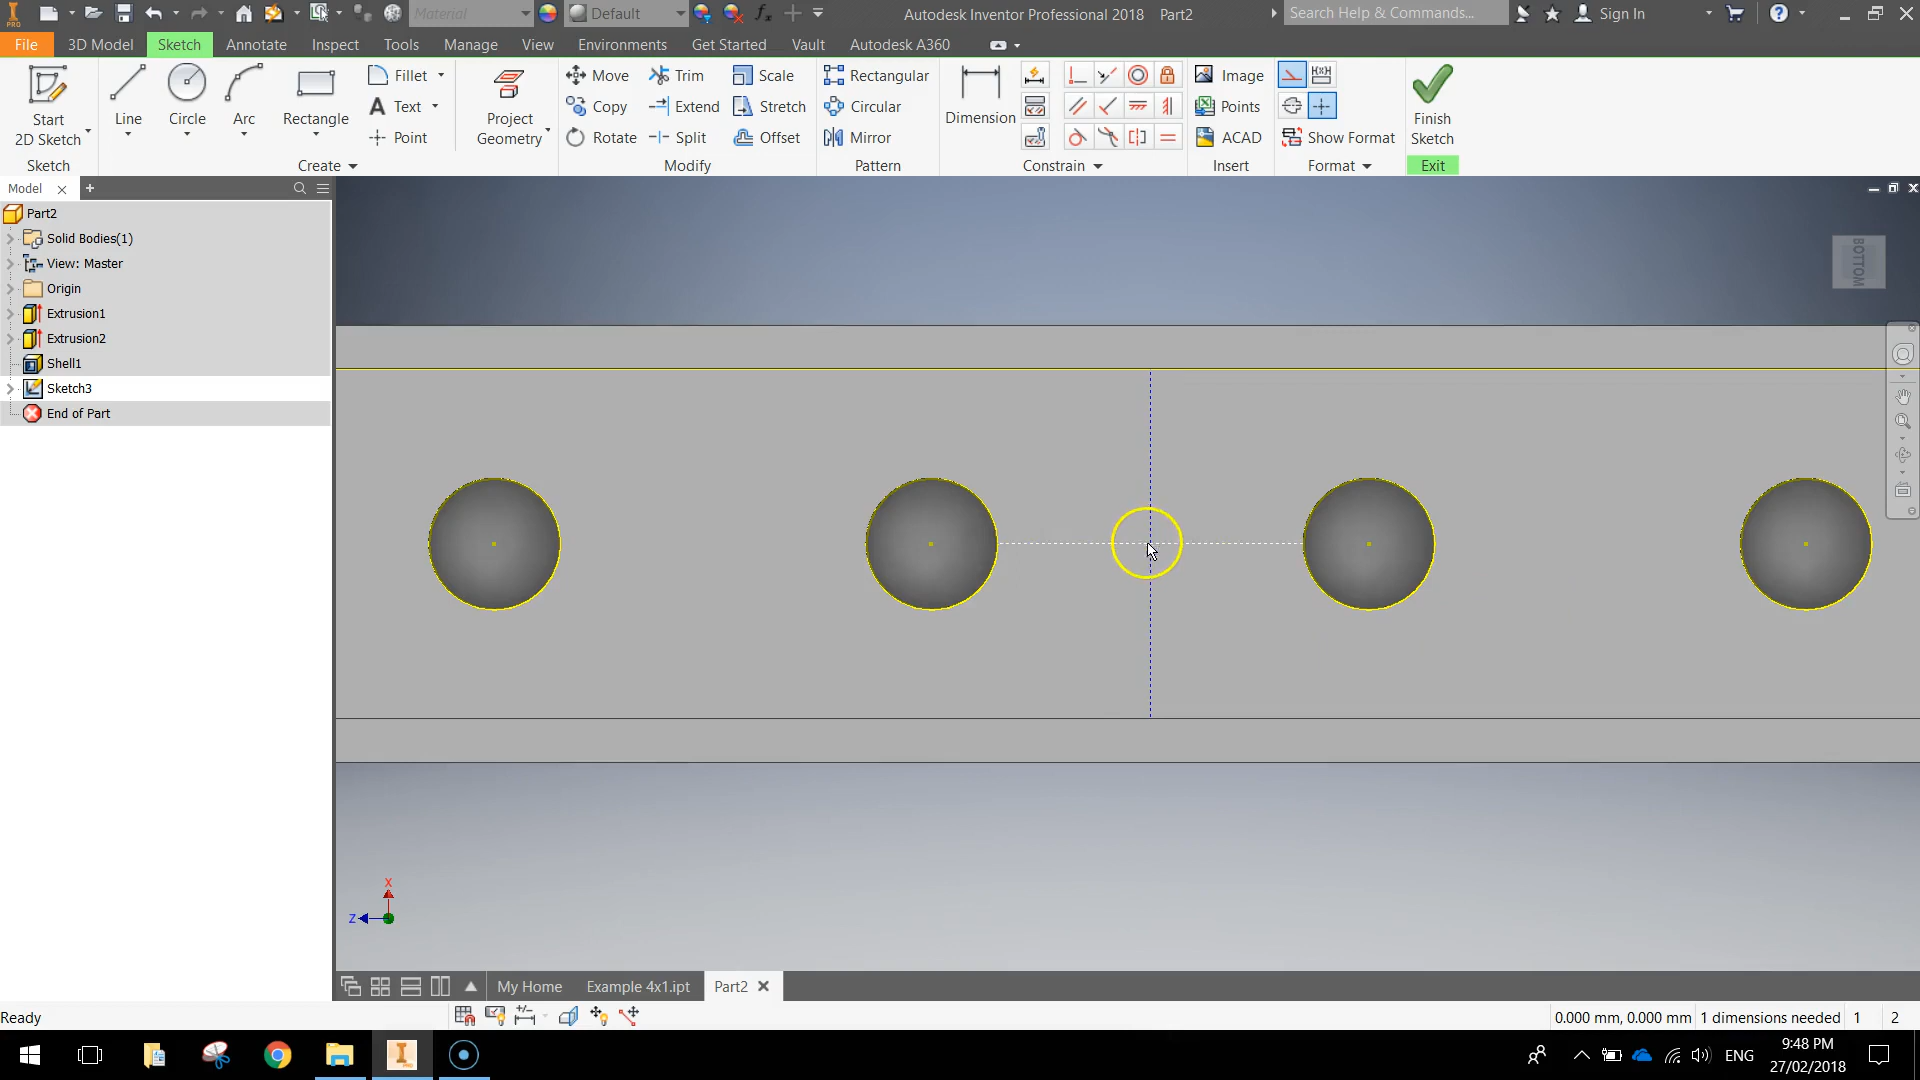 PRO
Material
Default
fx
Autodesk Inventor Professional 2018 Part2
Search Help & Commands...
Sign In
File
3D Model
Sketch
Annotate
Inspect
Tools
Manage
View
Environments
Get Started
Vault
Autodesk A360
Start
2D Sketch
Line
Circle
Arc
Rectangle
Fillet
Text
Point
Project
Geometry
Move
Copy
Rotate
Trim
Extend
Split
Scale
Stretch
Offset
Rectangular
Circular
Mirror
Dimension
Image
Points
ACAD
Show Format
Finish
Sketch
Sketch
Create
Modify
Pattern
Constrain
Insert
Format
Exit
Model
Part2
Solid Bodies(1)
View: Master
Origin
Extrusion1
Extrusion2
Shell1
Sketch3
End of Part
BOTTOM
X
Z
My Home
Example 4x1.ipt
Part2
Ready
0.000 mm, 0.000 mm
1 dimensions needed
1
2
ENG
9:48 PM
27/02/2018